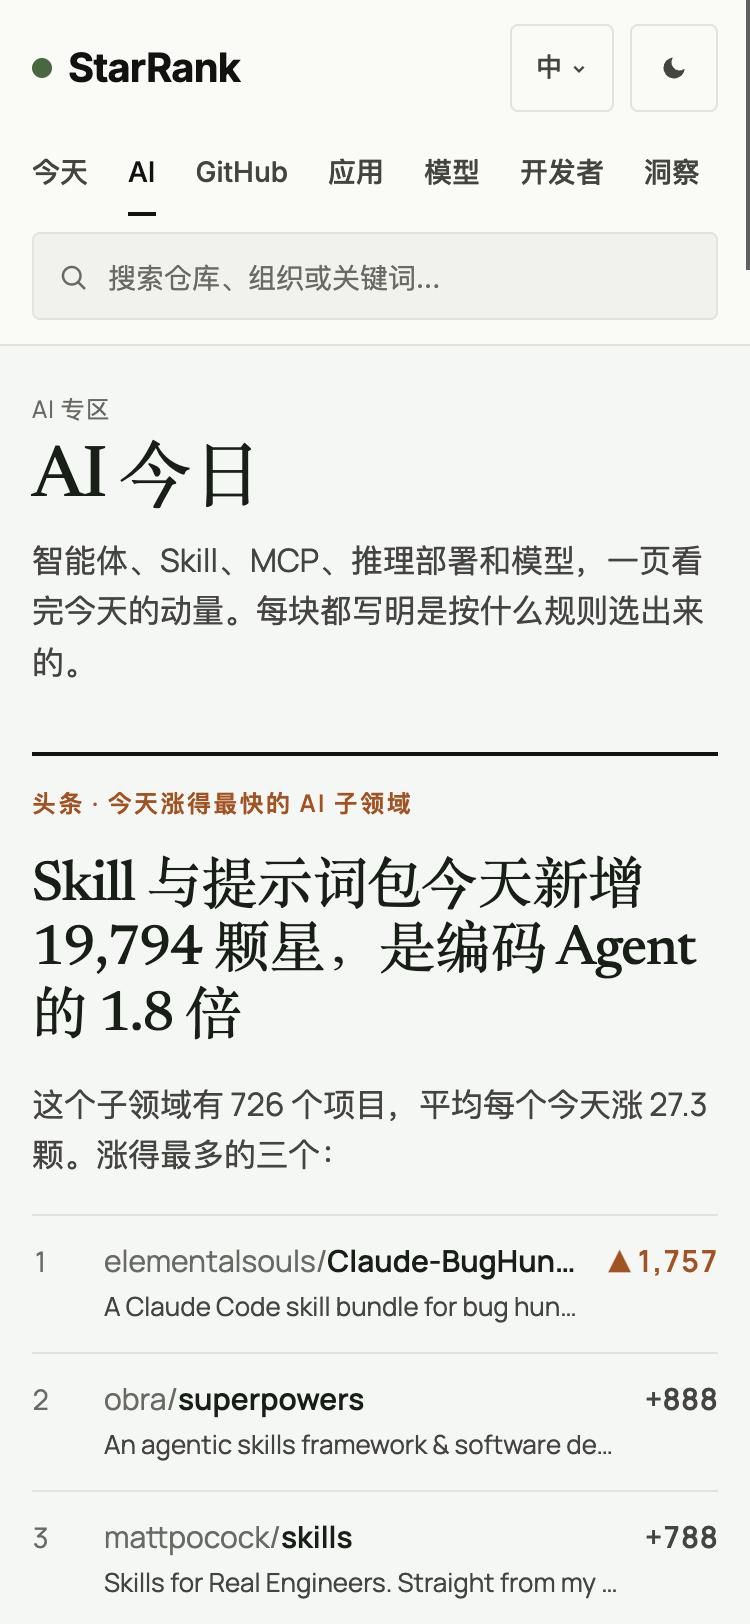 StarRank
中
今天 AI GitHub 应用 模型 开发者 洞察
搜索仓库、组织或关键词...
AI 专区
AI 今日
智能体、Skill、MCP、推理部署和模型，一页看
完今天的动量。每块都写明是按什么规则选出来
的。
头条 · 今天涨得最快的 AI 子领域
Skill 与提示词包今天新增
19,794 颗星，是编码 Agent
的 1.8 倍
这个子领域有 726 个项目，平均每个今天涨 27.3
颗。涨得最多的三个：
1 elementalsouls/Claude-BugHun... ▲1,757
A Claude Code skill bundle for bug hun...
2 obra/superpowers +888
An agentic skills framework & software de...
3 mattpocock/skills +788
Skills for Real Engineers. Straight from my ...